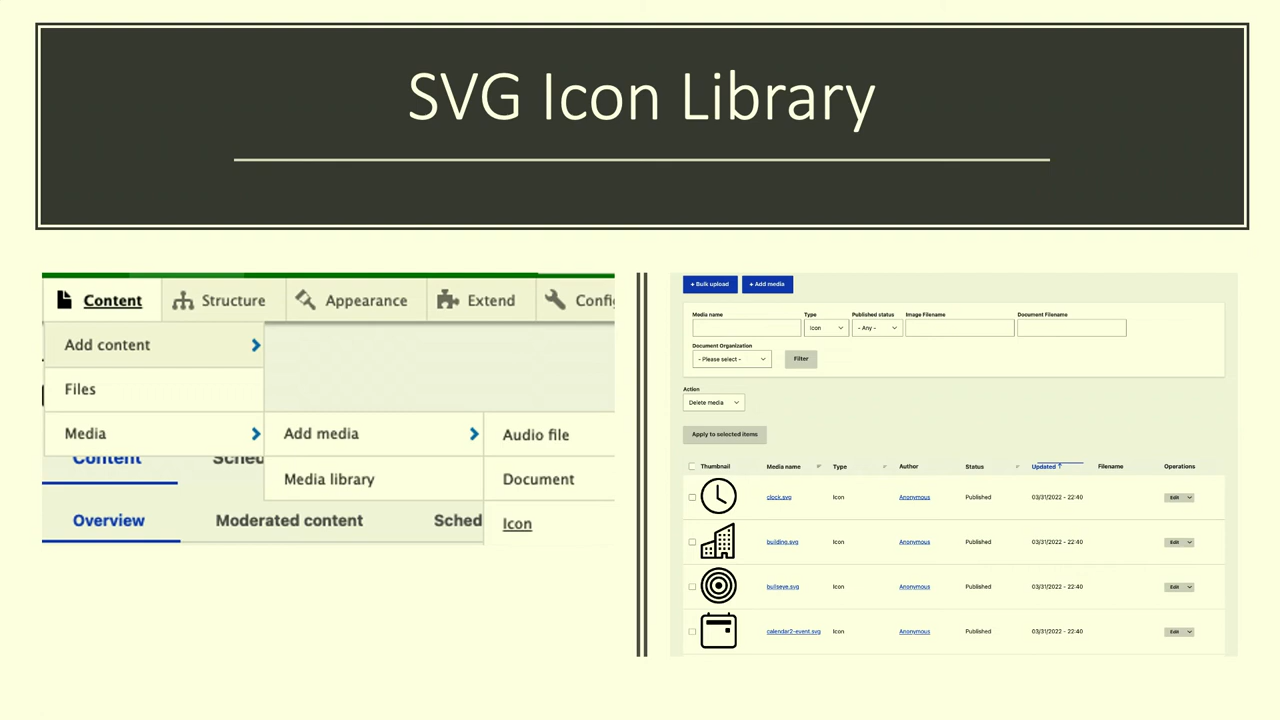 SVG Icon Library
Content Structure Appearance Extend
Add content
Files
Media Add media Audio file
Content
Media library Document
Overview Moderated content Icon
+ Bulk upload + Add media
Media name Type Published status Image Filename Document Filename
Icon - Any -
Document Organization
- Please select - Filter
Action
Delete media
Apply to selected items
Thumbnail Media name Type Author Status Updated Filename Operations
clock.svg Icon Anonymous Published 03/31/2022 - 22:40 Edit
building.svg Icon Anonymous Published 03/31/2022 - 22:40 Edit
bullseye.svg Icon Anonymous Published 03/31/2022 - 22:40 Edit
calendar2-event.svg Icon Anonymous Published 03/31/2022 - 22:40 Edit